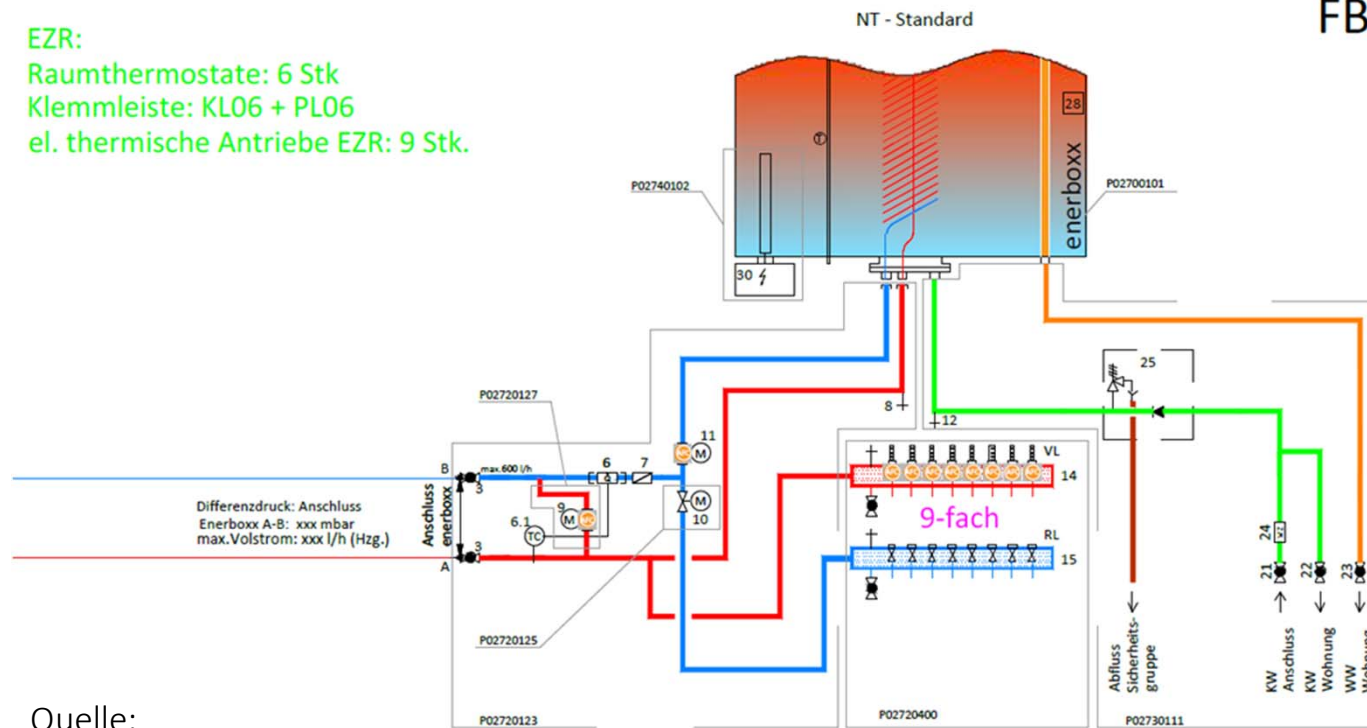 NT - Standard
FB
EZR:
Raumthermostate: 6 Stk
Klemmleiste: KL06 + PL06
el. thermische Antriebe EZR: 9 Stk.
28
enerboxx
P02740102
P02700101
30
25
8
12
P02720127
11
M
B
max.600 l/h
6
7
3
VL
14
9-fach
Differenzdruck: Anschluss
Enerboxx A-B: xxx mbar
max.Volstrom: xxx l/h (Hzg.)
Anschluss
enerboxx
9
M
6.1
TC
M
10
3
A
RL
15
24
21
22
23
P02720125
Abfluss
Sicherheits-
gruppe
KW
Anschluss
KW
Wohnung
WW
Wohnung
Quelle:
P02720123
P02720400
P02730111